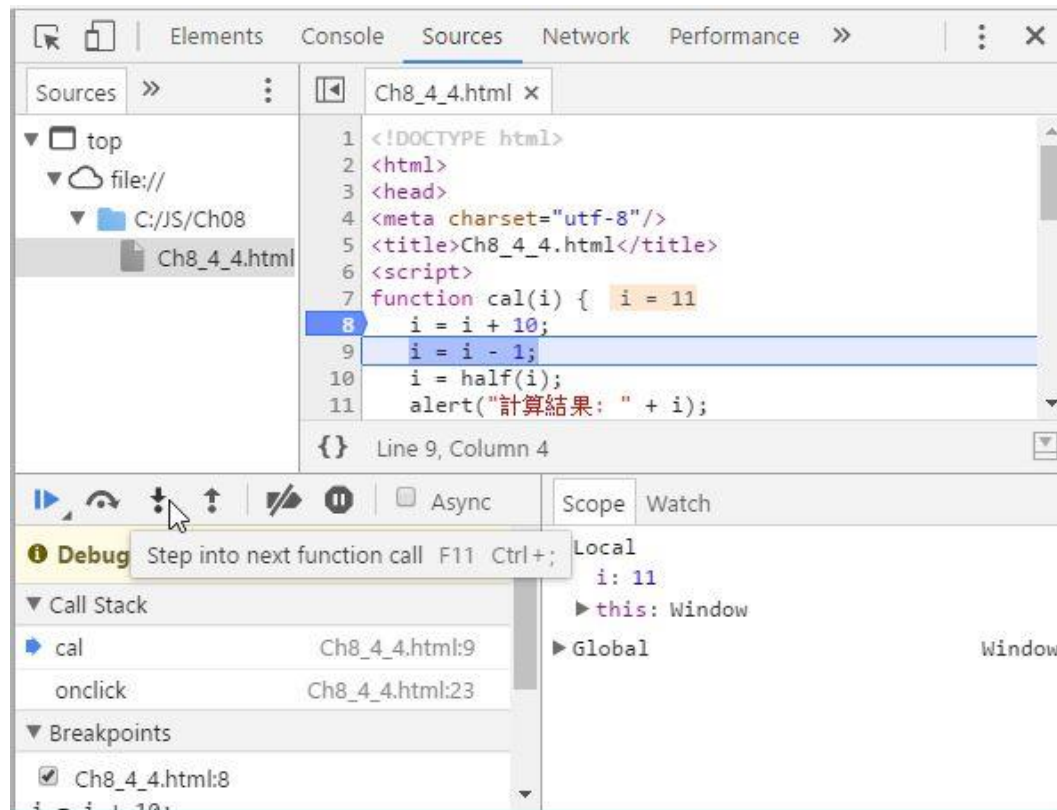 Elements Console Sources Network Performance »
Sources »
Ch8_4_4.html ×
top
file://
C:/JS/Ch08
Ch8_4_4.html
1 <!DOCTYPE html>
2 <html>
3 <head>
4 <meta charset="utf-8"/>
5 <title>Ch8_4_4.html</title>
6 <script>
7 function cal(i) { i = 11
8 i = i + 10;
9 i = i - 1;
10 i = half(i);
11 alert("計算結果: " + i);
{} Line 9, Column 4
Async
Debug
Step into next function call F11 Ctrl+;
Call Stack
cal Ch8_4_4.html:9
onclick Ch8_4_4.html:23
Breakpoints
Ch8_4_4.html:8
i = i + 10;
Scope Watch
Local
i: 11
this: Window
Global Window